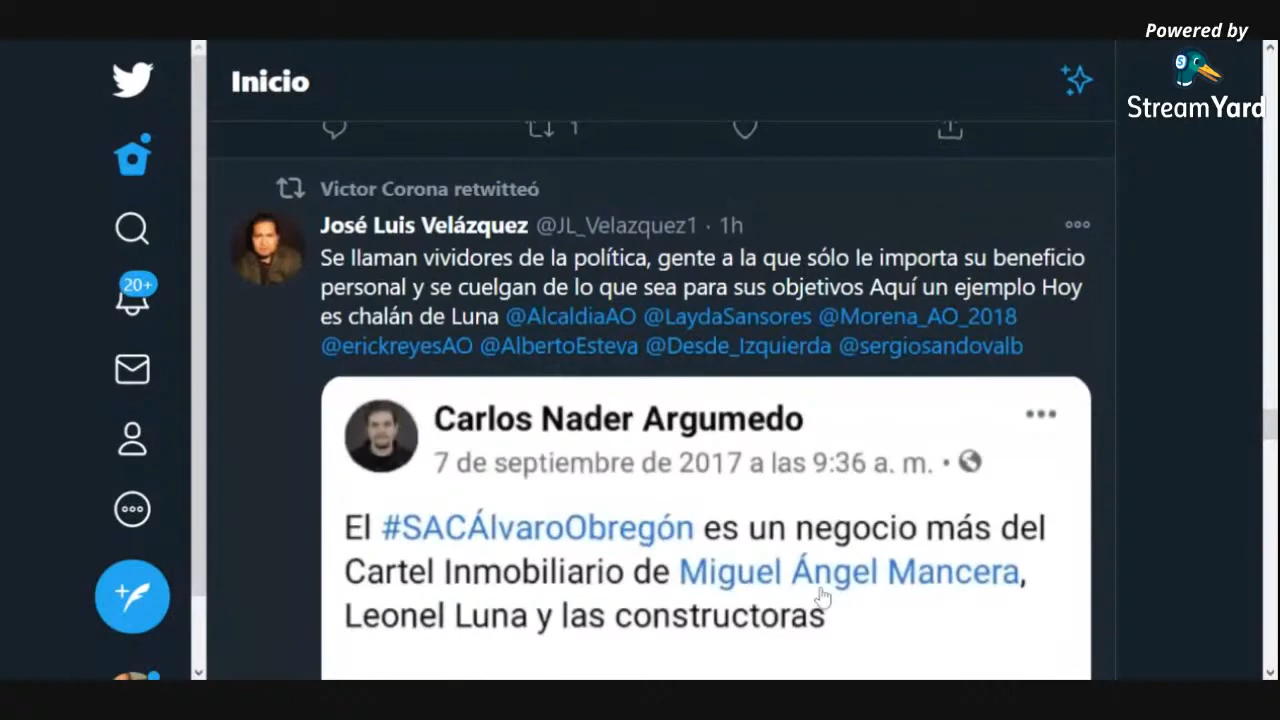 Powered by
StreamYard
Inicio
1
Victor Corona retwitteó
José Luis Velázquez @JL_Velazquez1 · 1h
Se llaman vividores de la política, gente a la que sólo le importa su beneficio
personal y se cuelgan de lo que sea para sus objetivos Aquí un ejemplo Hoy
es chalán de Luna @AlcaldiaAO @LaydaSansores @Morena_AO_2018
@erickreyesAO @AlbertoEsteva @Desde_Izquierda @sergiosandovalb
20+
Carlos Nader Argumedo
7 de septiembre de 2017 a las 9:36 a. m. •
El #SACÁlvaroObregón es un negocio más del
Cartel Inmobiliario de Miguel Ángel Mancera,
Leonel Luna y las constructoras